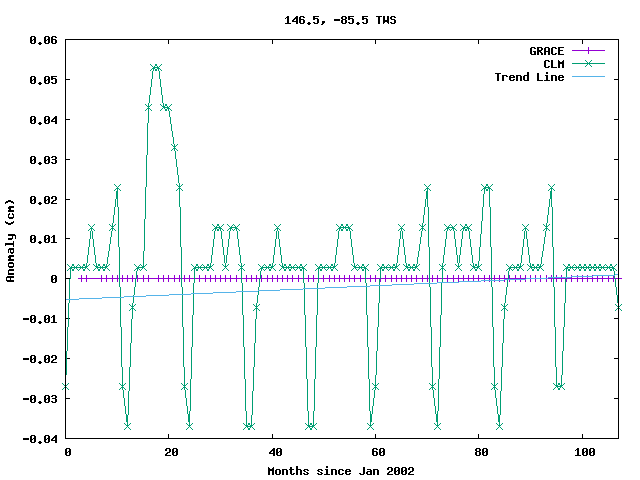 146.5, -85.5 TWS
GRACE
CLM
Trend Line
Anomaly (cm)
0.06
0.05
0.04
0.03
0.02
0.01
0
-0.01
-0.02
-0.03
-0.04
0 20 40 60 80 100
Months since Jan 2002